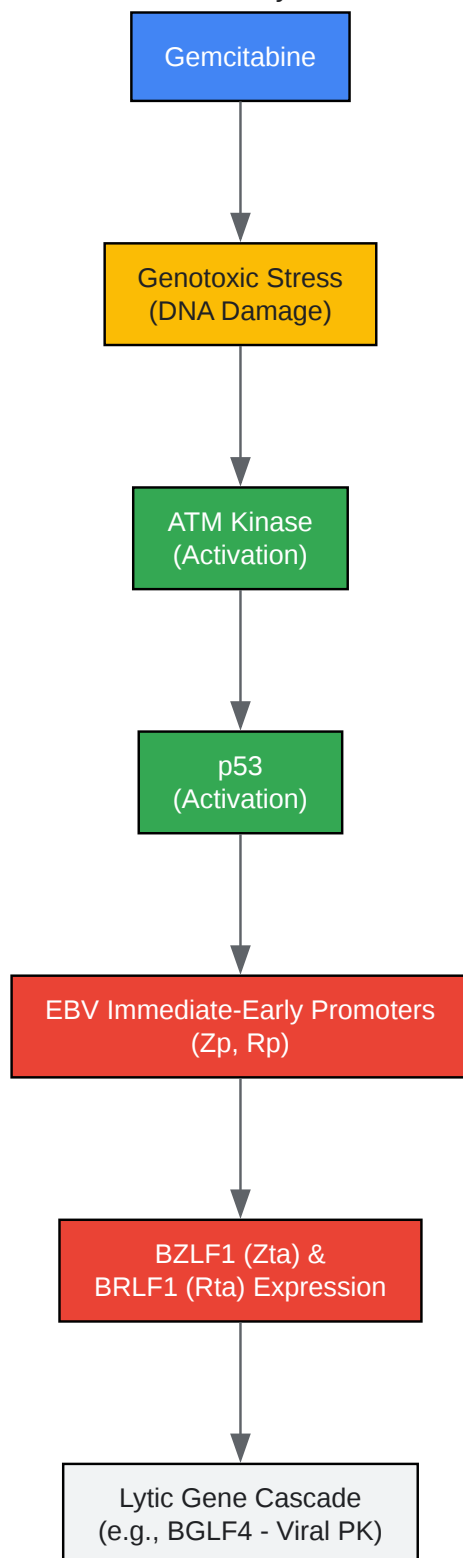 Gemcitabine
Genotoxic Stress
(DNA Damage)
ATM Kinase
(Activation)
p53
(Activation)
EBV Immediate-Early Promoters
(Zp, Rp)
BZLF1 (Zta) &
BRLF1 (Rta) Expression
Lytic Gene Cascade
(e.g., BGLF4 - Viral PK)